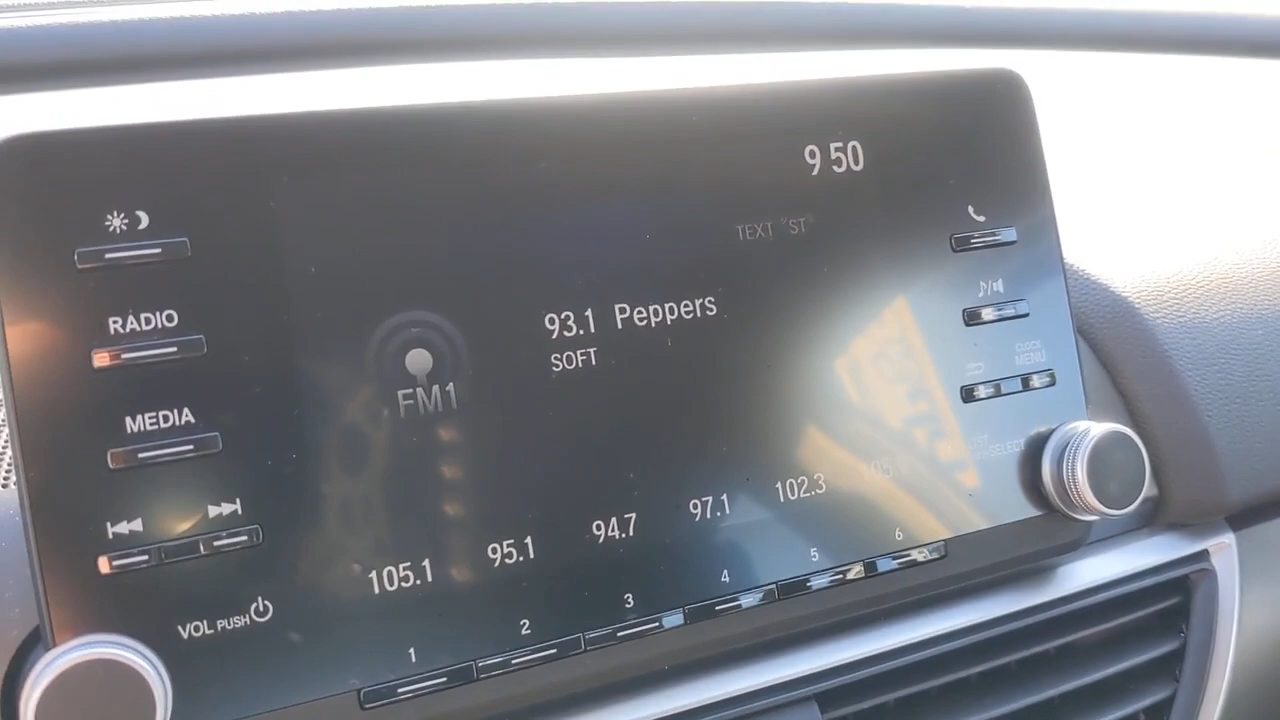 9 50
TEXT "ST"
RADIO
93.1 Peppers
SOFT
FM1
CLOCK
MENU
MEDIA
SELECT
105.1 95.1 94.7 97.1 102.3
VOL PUSH
1 2 3 4 5 6